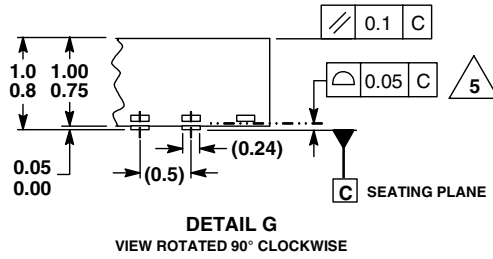 // 0.1 C
1.0 1.00
0.8 0.75
⌓ 0.05 C
5
0.05
0.00
(0.24)
(0.5)
C SEATING PLANE
DETAIL G
VIEW ROTATED 90° CLOCKWISE